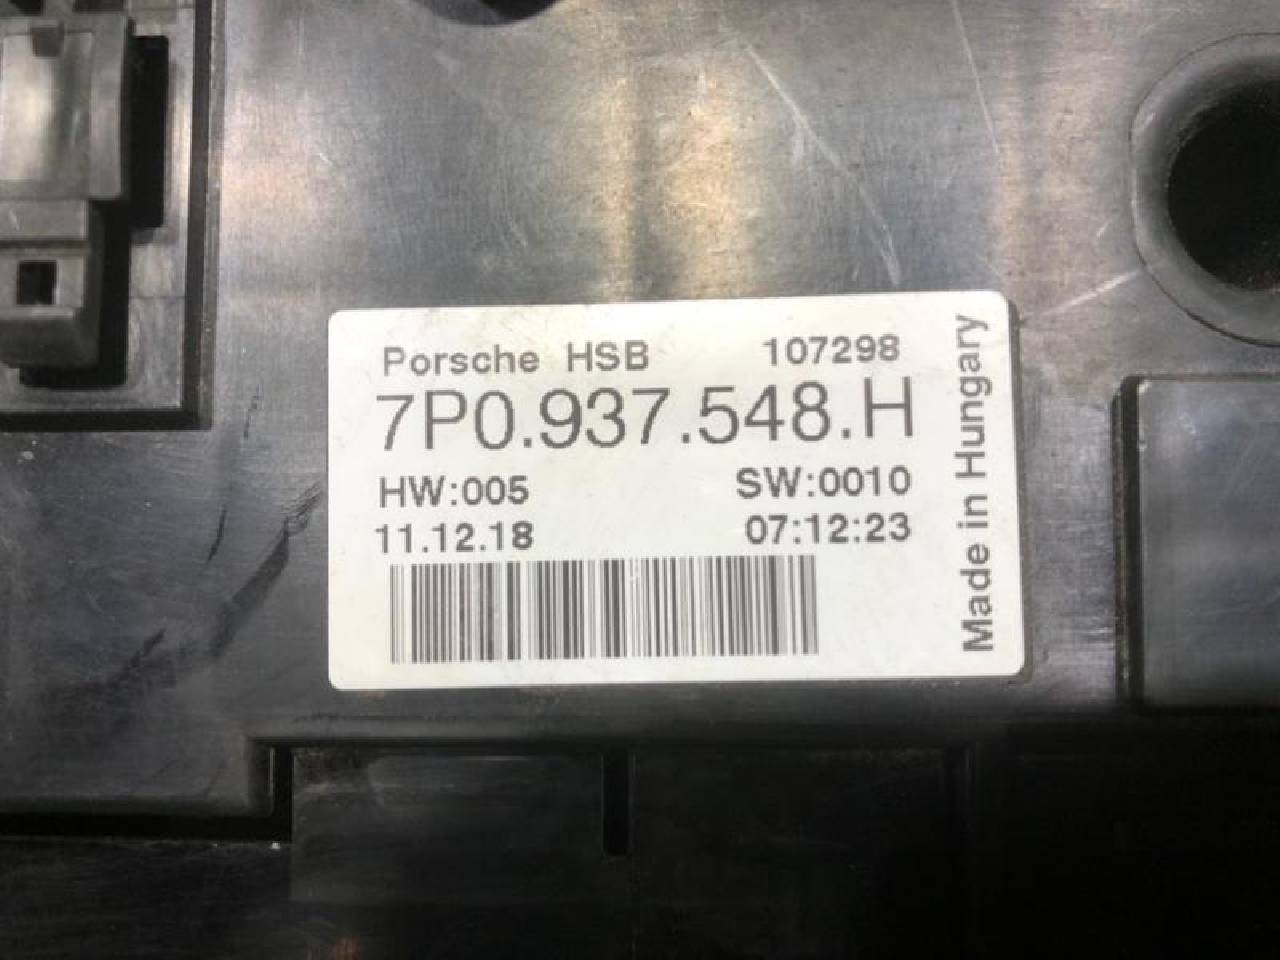 Porsche HSB 107298
7P0.937.548.H
HW:005 SW:0010
11.12.18 07:12:23
Made in Hungary